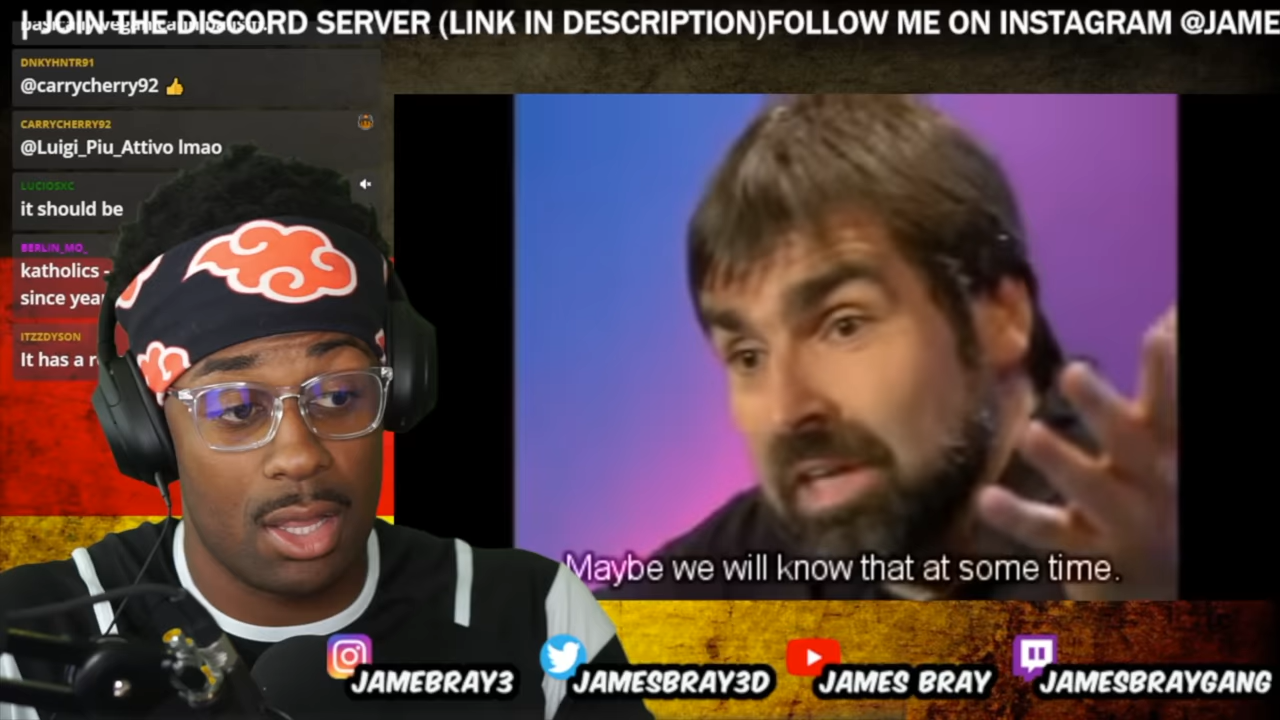 | JOIN THE DISCORD SERVER (LINK IN DESCRIPTION)FOLLOW ME ON INSTAGRAM @JAME
DNKYHNTR91
@carrycherry92 👍
CARRYCHERRY92
@Luigi_Piu_Attivo lmao
LUCIOSXC
it should be
BERLIN_MO_
katholics -
since year
ITZZDYSON
It has a r
Maybe we will know that at some time.
JAMEBRAY3
JAMESBRAY3D
JAMES BRAY
JAMESBRAYGANG